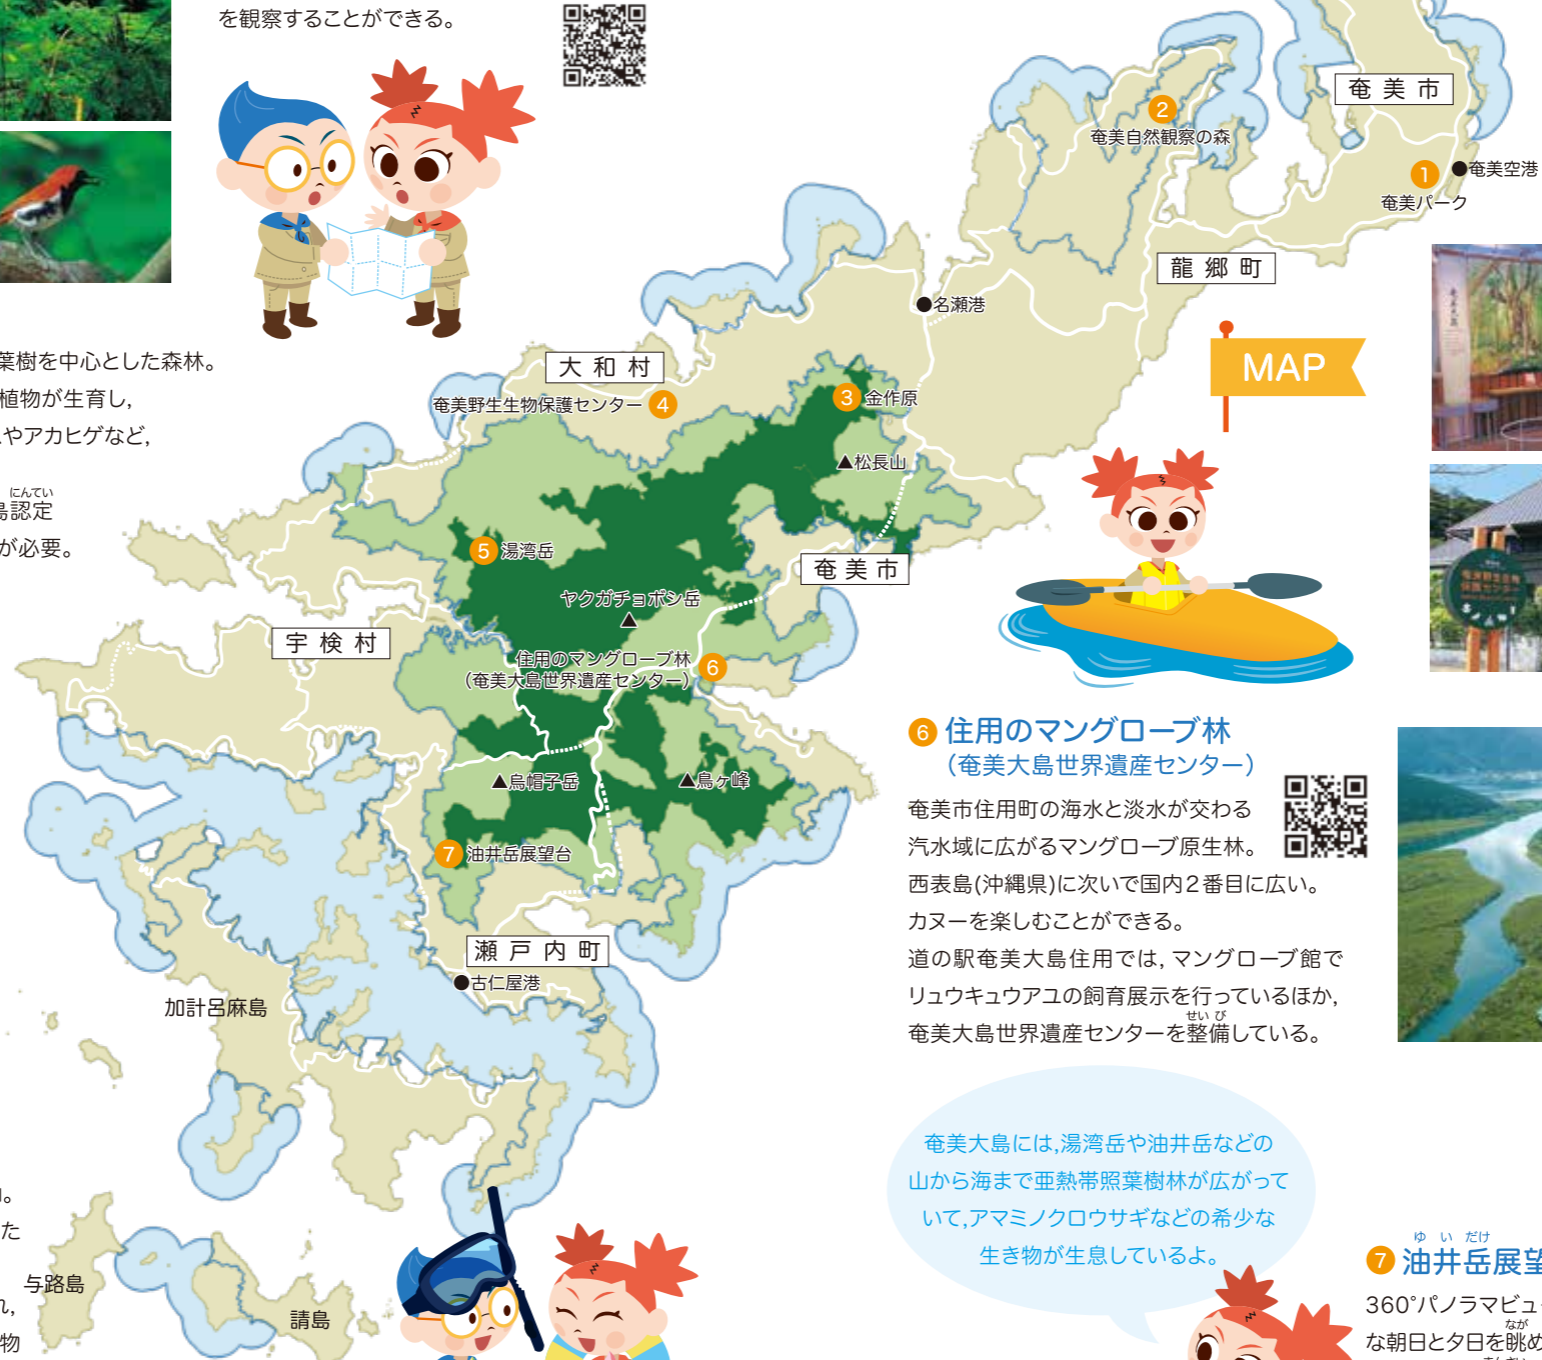 を観察することができる。
葉樹を中心とした森林。
植物が生育し,
やアカヒゲなど,
にんてい
島認定
が必要。
奄美市
2
奄美自然観察の森
1
奄美空港
奄美パーク
龍郷町
名瀬港
MAP
大和村
奄美野生生物保護センター 4
3 金作原
▲松長山
5 湯湾岳
奄美市
ヤクガチョボシ岳
▲
宇検村
住用のマングローブ林
(奄美大島世界遺産センター)
6
▲烏帽子岳
▲鳥ヶ峰
7 油井岳展望台
瀬戸内町
●古仁屋港
加計呂麻島
与路島
請島
。
た
れ,
物
6 住用のマングローブ林
(奄美大島世界遺産センター)
奄美市住用町の海水と淡水が交わる
汽水域に広がるマングローブ原生林。
西表島(沖縄県)に次いで国内2番目に広い。
カヌーを楽しむことができる。
道の駅奄美大島住用では, マングローブ館で
リュウキュウアユの飼育展示を行っているほか,
せい び
奄美大島世界遺産センターを整備している。
奄美大島には,湯湾岳や油井岳などの
山から海まで亜熱帯照葉樹林が広がって
いて,アマミノクロウサギなどの希少な
生き物が生息しているよ。
ゆ い だけ
7 油井岳展望
360°パノラマビュー
なが
な朝日と夕日を眺め